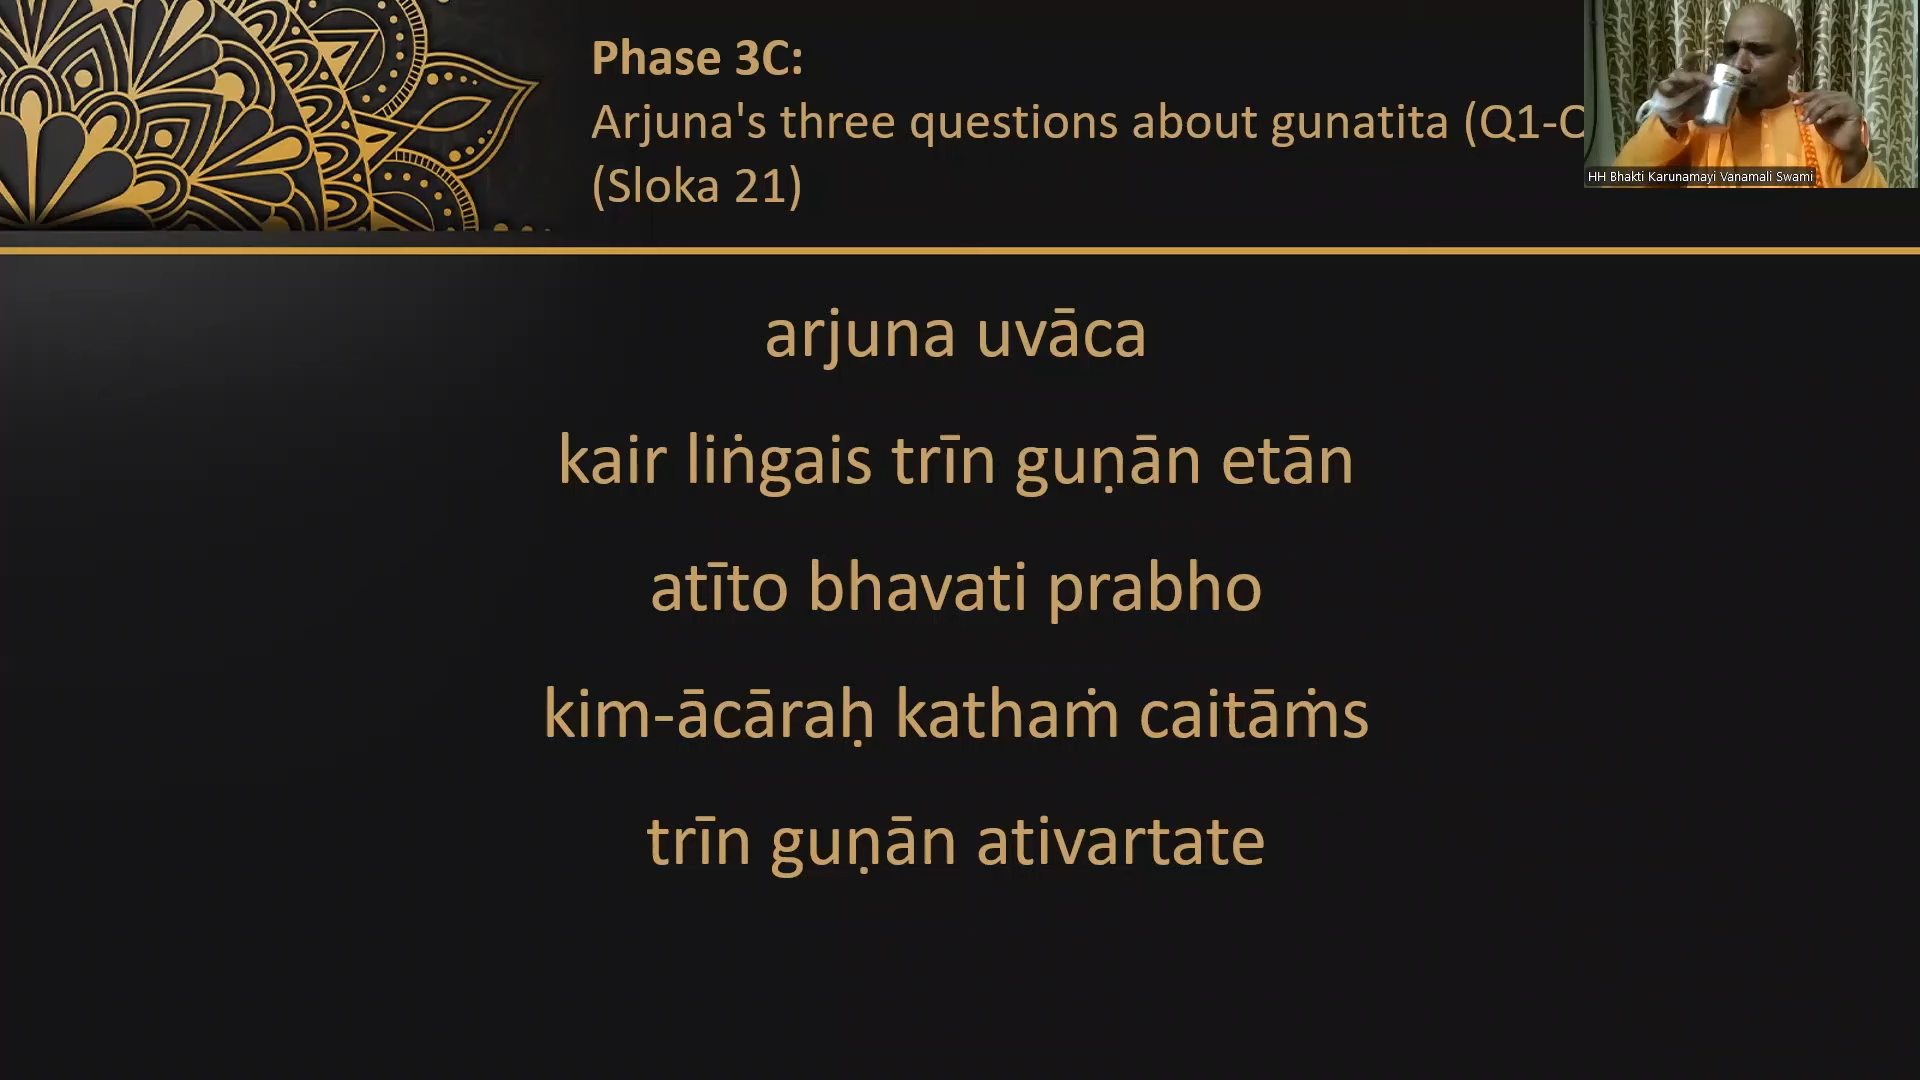 Phase 3C:
Arjuna's three questions about gunatita (Q1-
(Sloka 21)
HH Bhakti Karunamayi Vanamali Swami
arjuna uvāca
kair liṅgais trīn guṇān etān
atīto bhavati prabho
kim-ācāraḥ kathaṁ caitāṁs
trīn guṇān ativartate